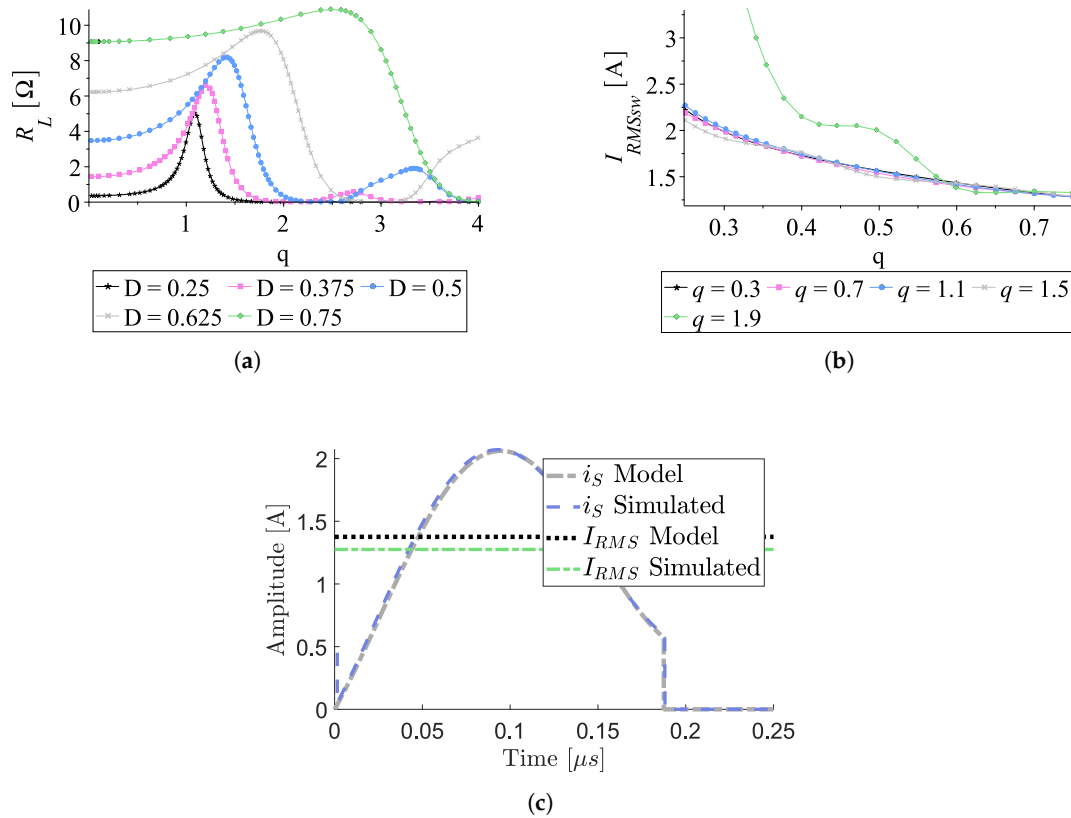 R_L [Ω]
10
8
6
4
2
0
1
2
3
4
q
D = 0.25
D = 0.375
D = 0.5
D = 0.625
D = 0.75
(a)
I_RMSsw [A]
3
2.5
2
1.5
0.3
0.4
0.5
0.6
0.7
q
q = 0.3
q = 0.7
q = 1.1
q = 1.5
q = 1.9
(b)
Amplitude [A]
2
1.5
1
0.5
0
0
0.05
0.1
0.15
0.2
0.25
Time [μs]
i_S Model
i_S Simulated
I_RMS Model
I_RMS Simulated
(c)